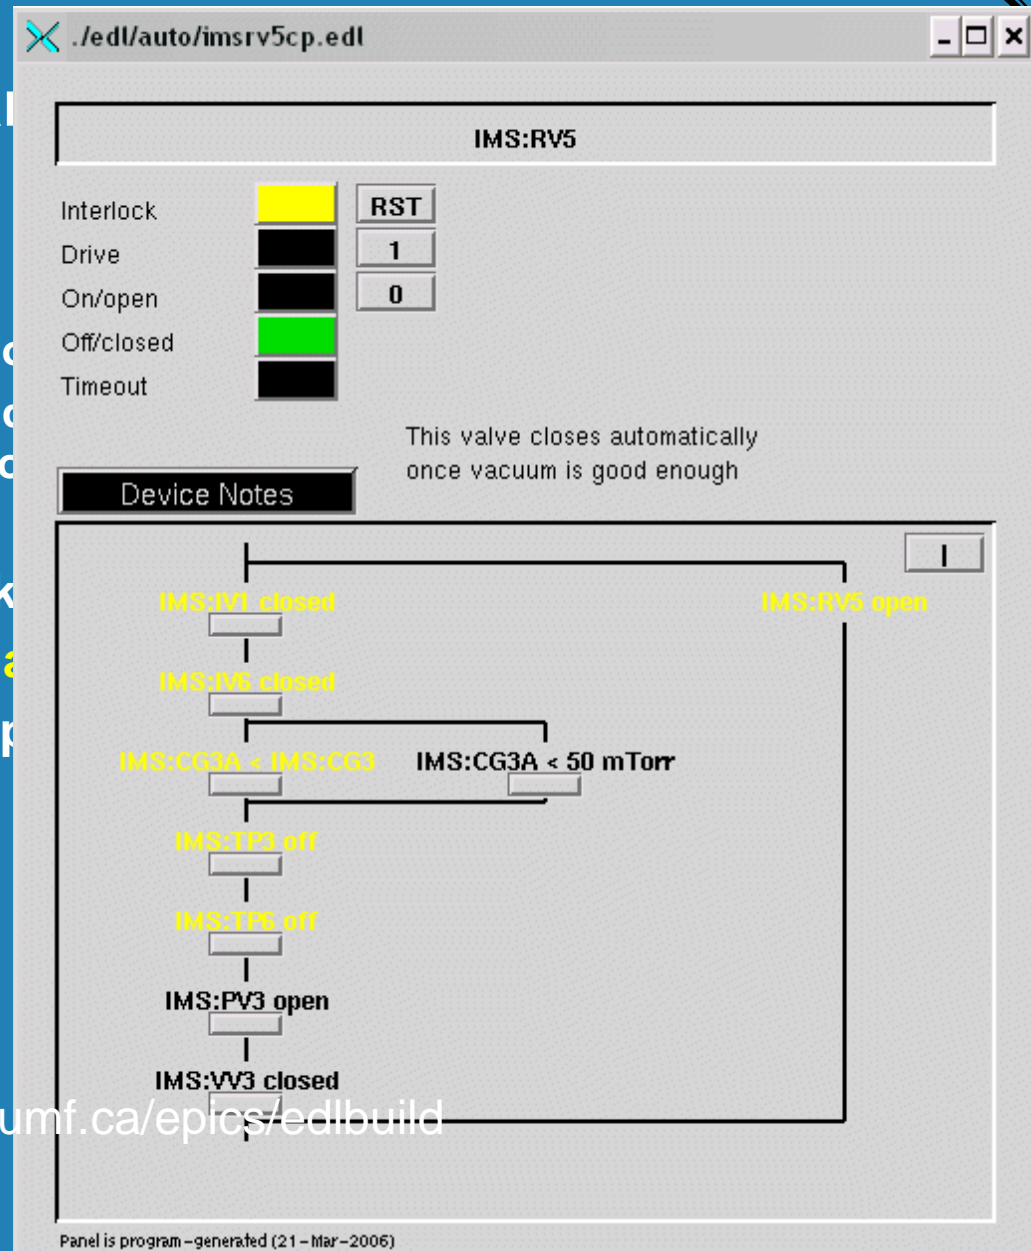 ./edl/auto/imsrv5cp.edl
IMS:RV5
Interlock RST
Drive 1
On/open 0
Off/closed
Timeout
This valve closes automatically
once vacuum is good enough
Device Notes
I
IMS:IV1 closed IMS:RV5 open
IMS:IV6 closed
IMS:CG3A < IMS:CG3 IMS:CG3A < 50 mTorr
IMS:TP3 off
IMS:TP6 off
IMS:PV3 open
IMS:VV3 closed
umf.ca/epics/edlbuild
Panel is program-generated (21-Mar-2006)